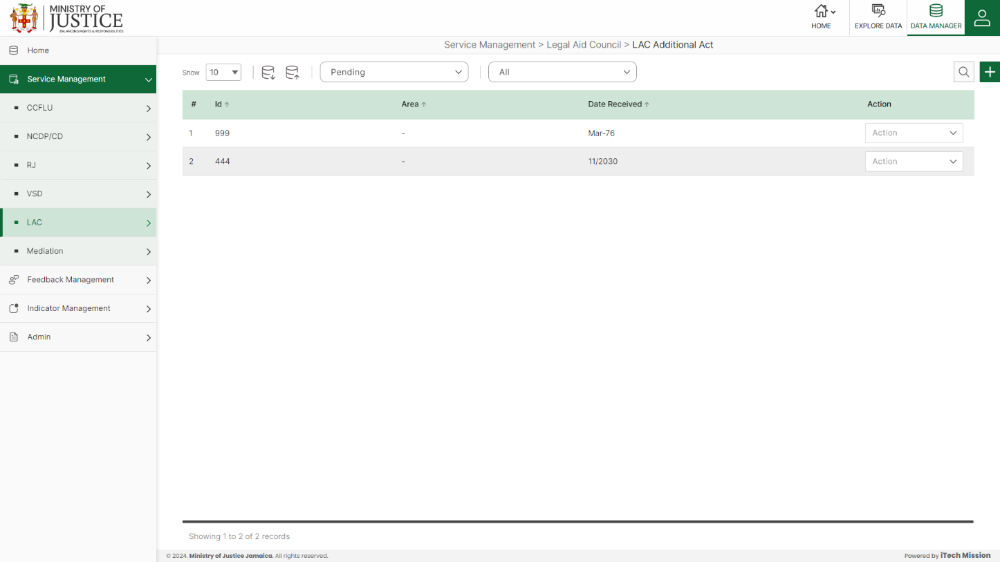 MINISTRY OF
JUSTICE
BALANCING RIGHTS & RESPONSIBILITIES
HOME
EXPLORE DATA
DATA MANAGER
Home
Service Management
CCFLU
NCDP/CD
RJ
VSD
LAC
Mediation
Feedback Management
Indicator Management
Admin
Service Management > Legal Aid Council > LAC Additional Act
Show 10 Pending All
# Id Area Date Received Action
1 999 - Mar-76 Action
2 444 - 11/2030 Action
Showing 1 to 2 of 2 records
© 2024. Ministry of Justice Jamaica. All rights reserved.
Powered by iTech Mission